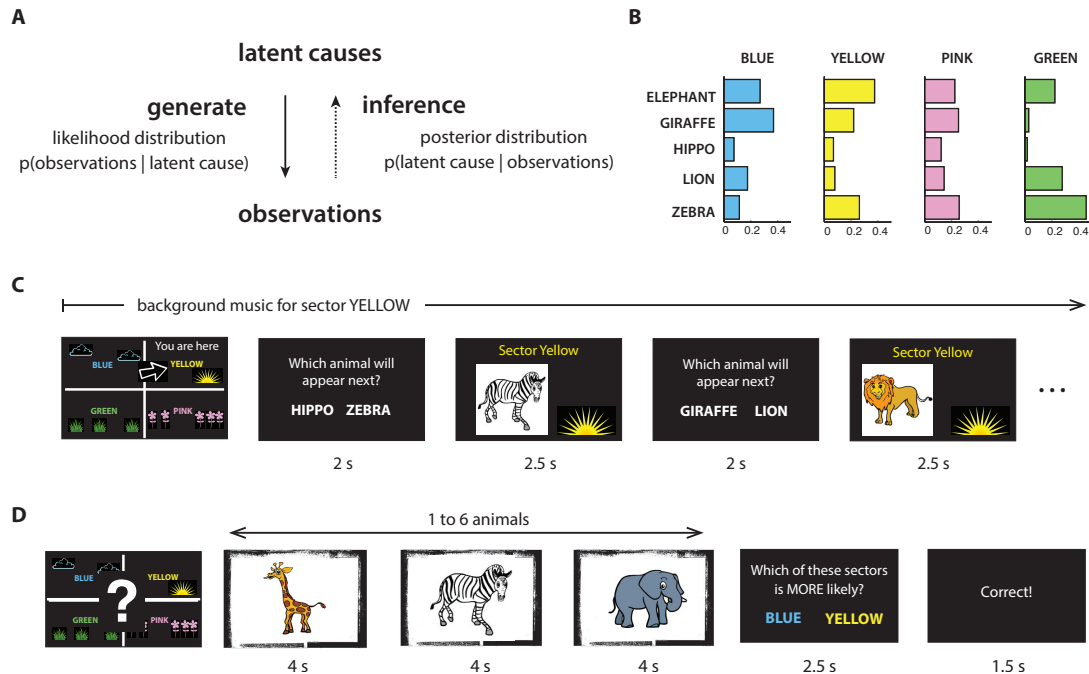 A
latent causes
generate
inference
likelihood distribution
p(observations | latent cause)
posterior distribution
p(latent cause | observations)
observations
B
BLUE YELLOW PINK GREEN
ELEPHANT
GIRAFFE
HIPPO
LION
ZEBRA
0 0.2 0.4 0 0.2 0.4 0 0.2 0.4 0 0.2 0.4
C
background music for sector YELLOW
You are here
BLUE YELLOW
GREEN PINK
Which animal will
appear next?
HIPPO ZEBRA
2 s
Sector Yellow
2.5 s
Which animal will
appear next?
GIRAFFE LION
2 s
Sector Yellow
2.5 s
...
D
1 to 6 animals
BLUE YELLOW
?
GREEN PINK
4 s
4 s
4 s
Which of these sectors
is MORE likely?
BLUE YELLOW
2.5 s
Correct!
1.5 s